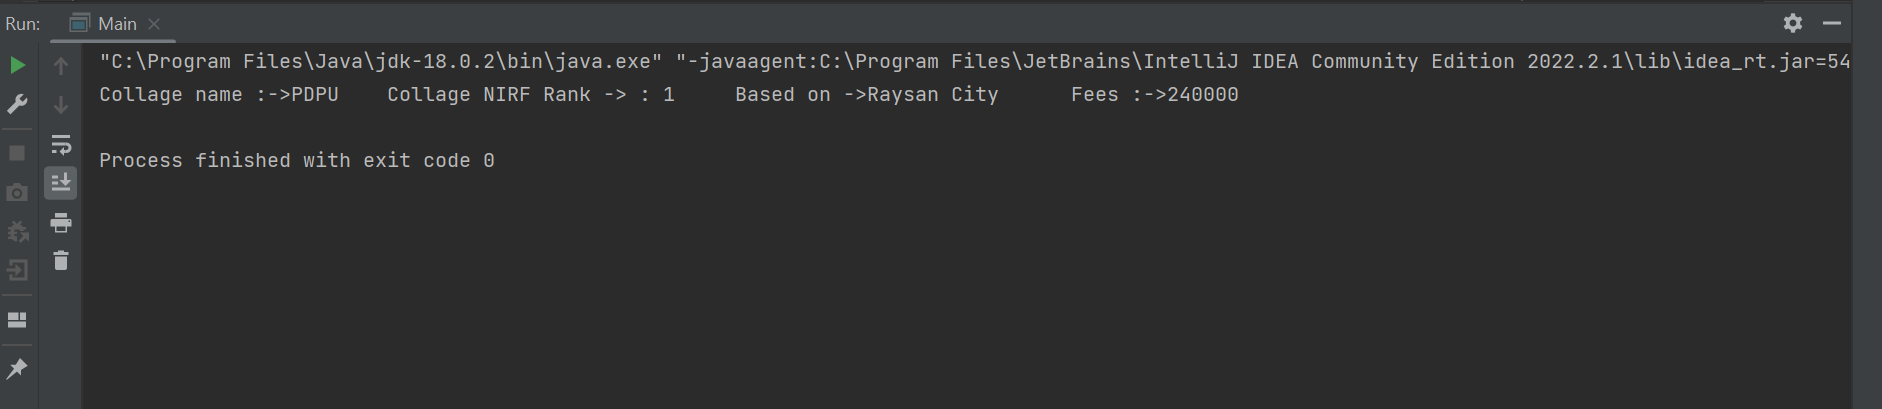 Run: Main
"C:\Program Files\Java\jdk-18.0.2\bin\java.exe" "-javaagent:C:\Program Files\JetBrains\IntelliJ IDEA Community Edition 2022.2.1\lib\idea_rt.jar=54
Collage name :->PDPU    Collage NIRF Rank -> : 1     Based on ->Raysan City      Fees :->240000
Process finished with exit code 0